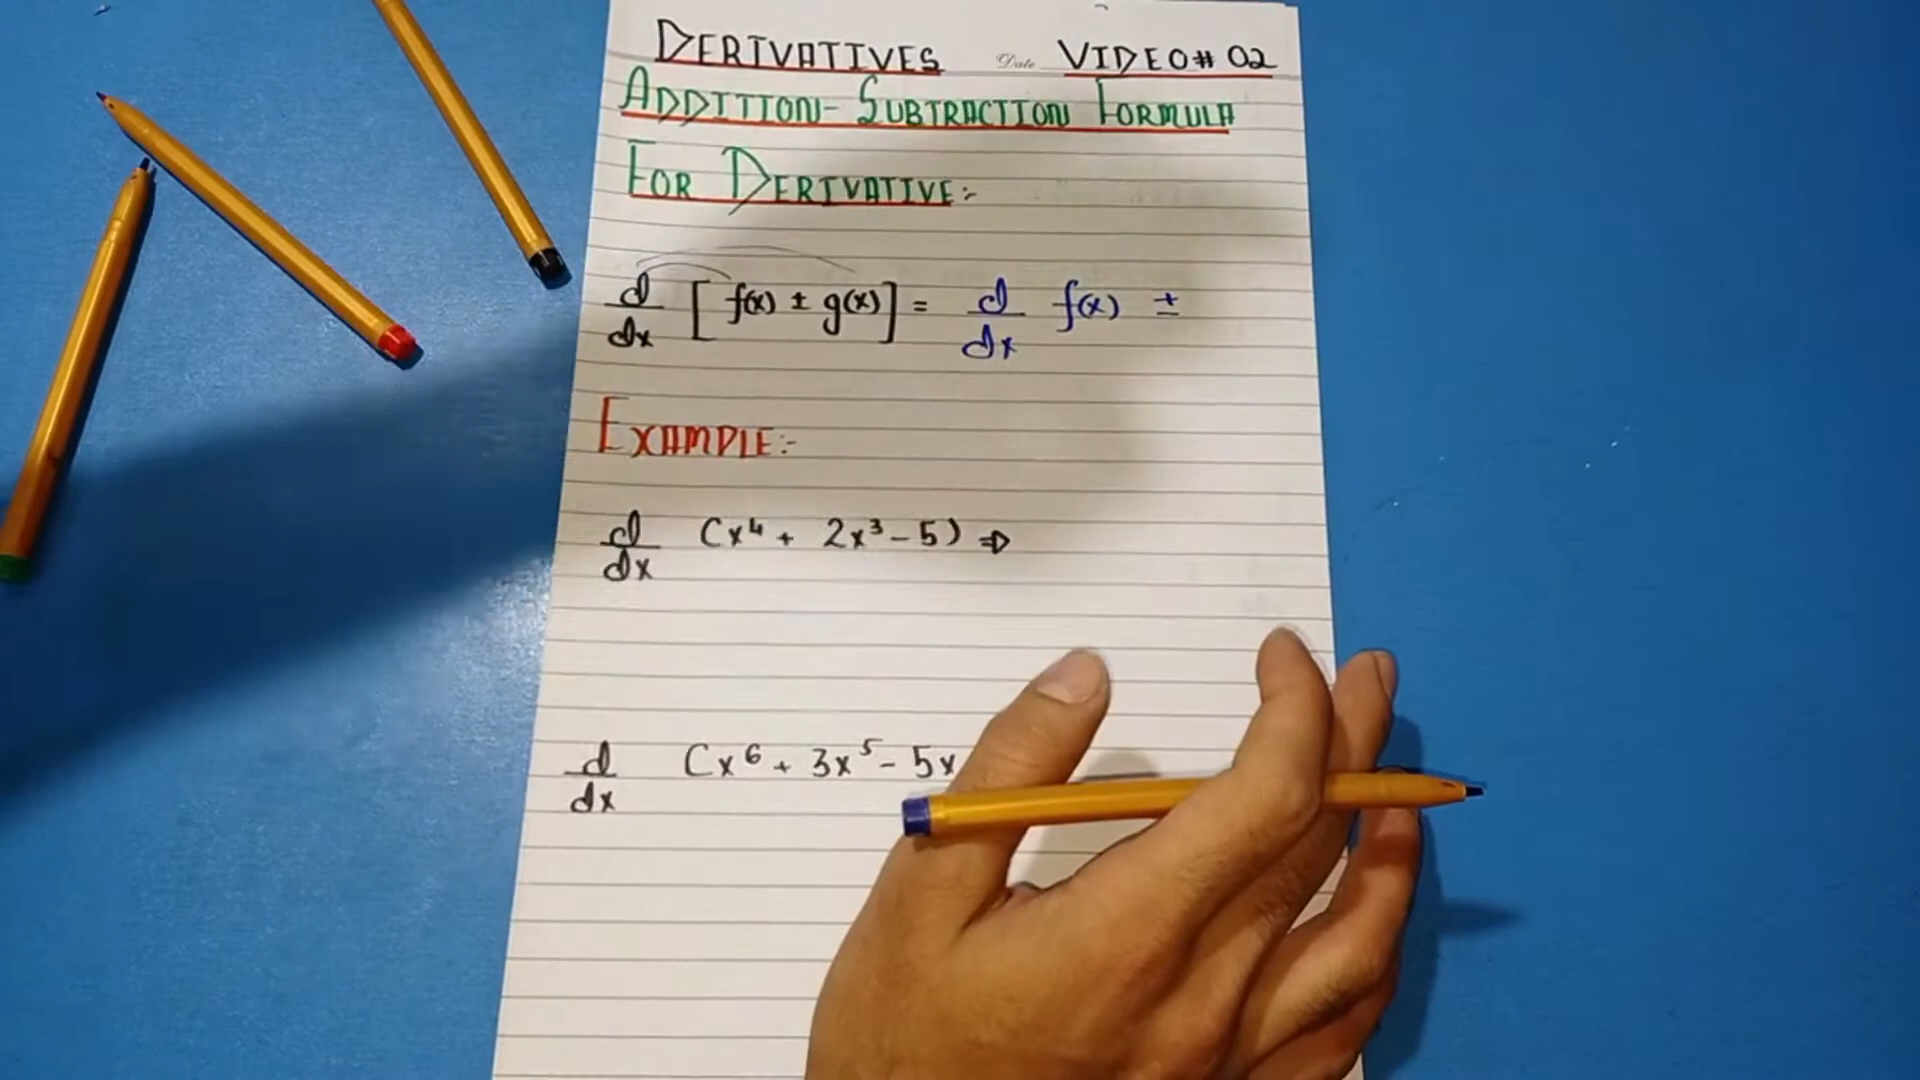 DERIVATIVES Date VIDEO# 02
ADDITION-SUBTRACTION FORMULA
FOR DERIVATIVE:-
d/dx [f(x) ± g(x)] = d/dx f(x) ±
EXAMPLE:-
d/dx (x⁴ + 2x³ - 5) ⇒
d/dx (x⁶ + 3x⁵ - 5x